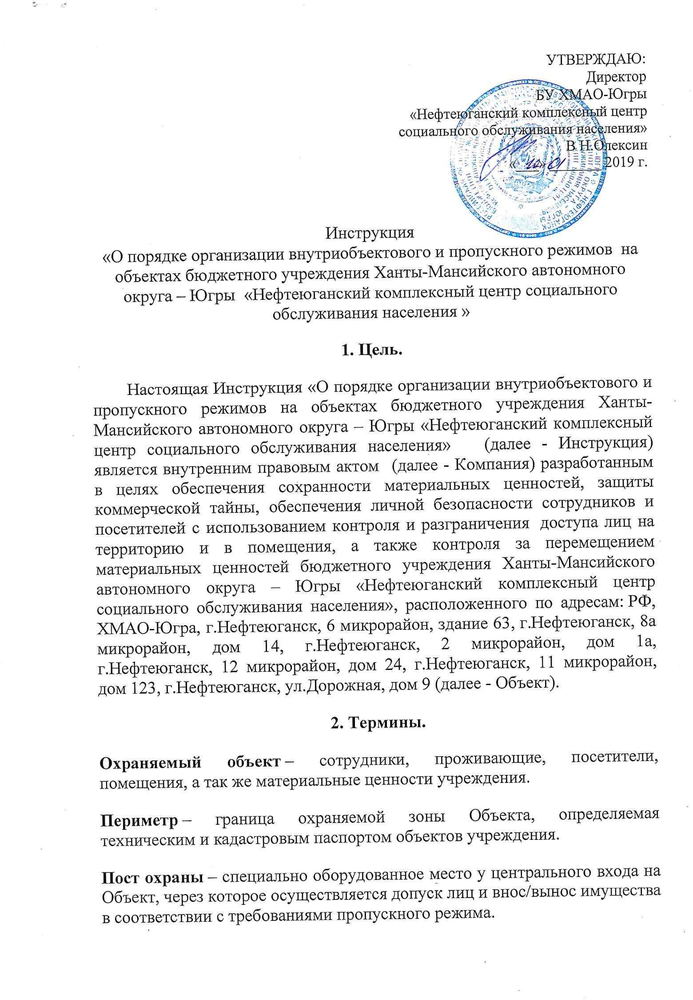 УТВЕРЖДАЮ:
Директор
БУ ХМАО-Югры
«Нефтеюганский комплексный центр
социального обслуживания населения»
В.Н.Олексин
«10» 01 2019 г.
Инструкция
«О порядке организации внутриобъектового и пропускного режимов на
объектах бюджетного учреждения Ханты-Мансийского автономного
округа – Югры «Нефтеюганский комплексный центр социального
обслуживания населения »
1. Цель.
Настоящая Инструкция «О порядке организации внутриобъектового и
пропускного режимов на объектах бюджетного учреждения Ханты-
Мансийского автономного округа – Югры «Нефтеюганский комплексный
центр социального обслуживания населения» (далее - Инструкция)
является внутренним правовым актом (далее - Компания) разработанным
в целях обеспечения сохранности материальных ценностей, защиты
коммерческой тайны, обеспечения личной безопасности сотрудников и
посетителей с использованием контроля и разграничения доступа лиц на
территорию и в помещения, а также контроля за перемещением
материальных ценностей бюджетного учреждения Ханты-Мансийского
автономного округа – Югры «Нефтеюганский комплексный центр
социального обслуживания населения», расположенного по адресам: РФ,
ХМАО-Югра, г.Нефтеюганск, 6 микрорайон, здание 63, г.Нефтеюганск, 8а
микрорайон, дом 14, г.Нефтеюганск, 2 микрорайон, дом 1а,
г.Нефтеюганск, 12 микрорайон, дом 24, г.Нефтеюганск, 11 микрорайон,
дом 123, г.Нефтеюганск, ул.Дорожная, дом 9 (далее - Объект).
2. Термины.
Охраняемый объект – сотрудники, проживающие, посетители,
помещения, а так же материальные ценности учреждения.
Периметр – граница охраняемой зоны Объекта, определяемая
техническим и кадастровым паспортом объектов учреждения.
Пост охраны – специально оборудованное место у центрального входа на
Объект, через которое осуществляется допуск лиц и внос/вынос имущества
в соответствии с требованиями пропускного режима.